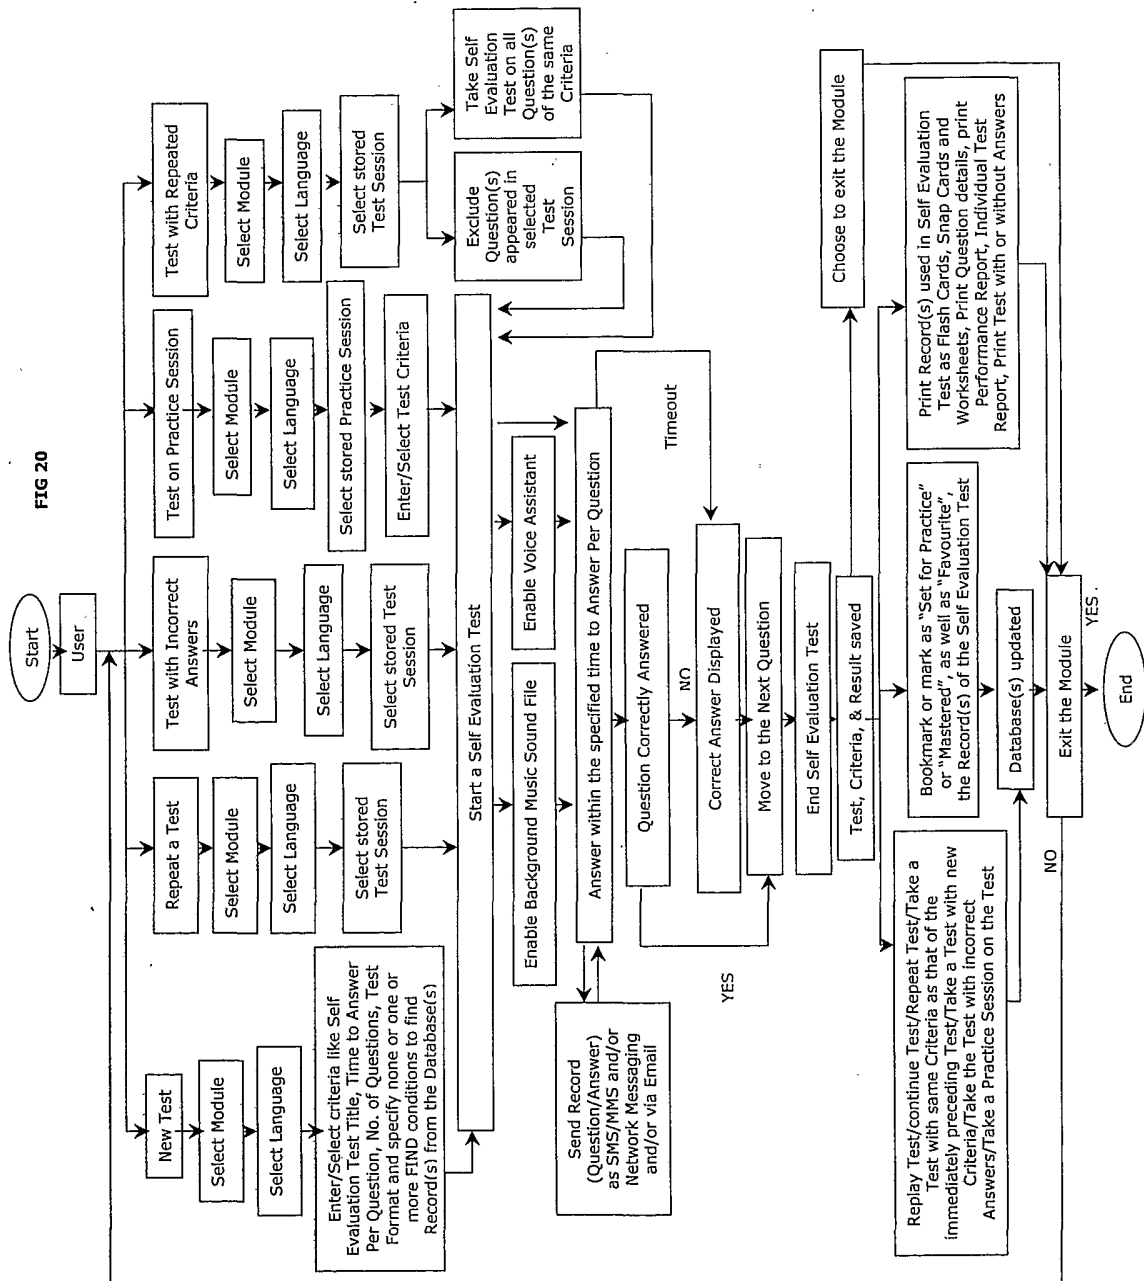 FIG 20
Start
User
New Test
Select Module
Select Language
Enter/Select criteria like Self
Evaluation Test Title, Time to Answer
Per Question, No. of Questions, Test
Format and specify none or one or
more FIND conditions to find
Record(s) from the Database(s)
Repeat a Test
Select Module
Select Language
Select stored
Test Session
Test with Incorrect
Answers
Select Module
Select Language
Select stored Test
Session
Test on Practice Session
Select Module
Select Language
Select stored Practice Session
Enter/Select Test Criteria
Test with Repeated
Criteria
Select Module
Select Language
Select stored
Test Session
Exclude
Question(s)
appeared in
selected
Test
Session
Take Self
Evaluation
Test on all
Question(s)
of the same
Criteria
Start a Self Evaluation Test
Enable Background Music Sound File
Enable Voice Assistant
Send Record
(Question/Answer)
as SMS/MMS and/or
Network Messaging
and/or via Email
Answer within the specified time to Answer Per Question
Timeout
Question Correctly Answered
YES
NO
Correct Answer Displayed
Move to the Next Question
End Self Evaluation Test
Test, Criteria, & Result saved
Choose to exit the Module
Replay Test/continue Test/Repeat Test/Take a
Test with same Criteria as that of the
immediately preceding Test/Take a Test with new
Criteria/Take the Test with incorrect
Answers/Take a Practice Session on the Test
Bookmark or mark as "Set for Practice"
or "Mastered", as well as "Favourite",
the Record(s) of the Self Evaluation Test
Print Record(s) used in Self Evaluation
Test as Flash Cards, Snap Cards and
Worksheets, Print Question details, print
Performance Report, Individual Test
Report, Print Test with or without Answers
Database(s) updated
Exit the Module
NO
YES.
End